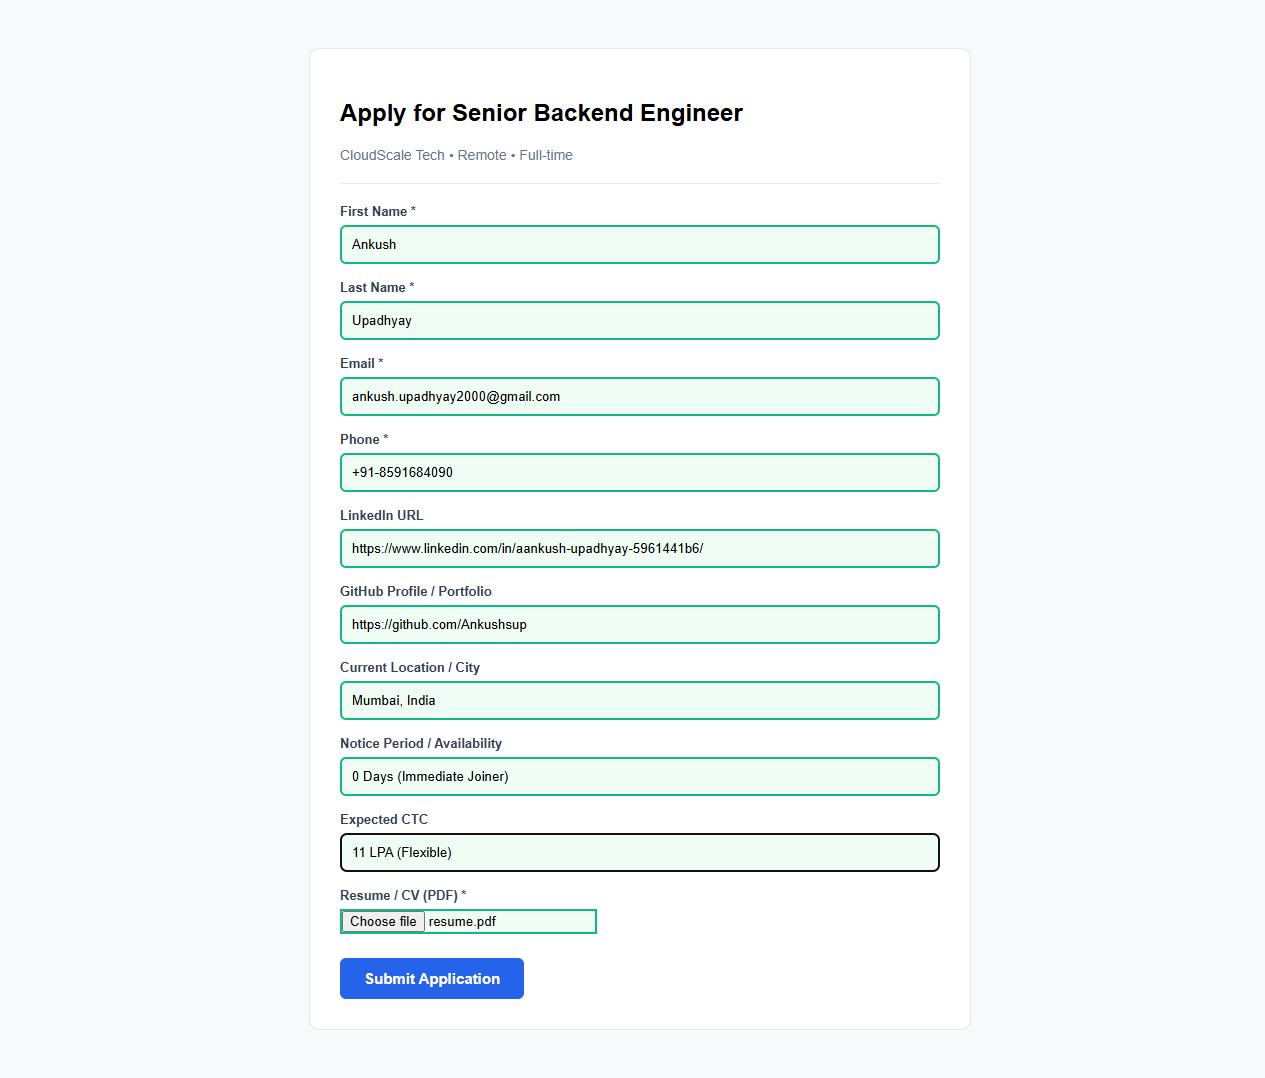 Apply for Senior Backend Engineer
CloudScale Tech • Remote • Full-time
First Name *
Ankush
Last Name *
Upadhyay
Email *
ankush.upadhyay2000@gmail.com
Phone *
+91-8591684090
LinkedIn URL
https://www.linkedin.com/in/aankush-upadhyay-5961441b6/
GitHub Profile / Portfolio
https://github.com/Ankushsup
Current Location / City
Mumbai, India
Notice Period / Availability
0 Days (Immediate Joiner)
Expected CTC
11 LPA (Flexible)
Resume / CV (PDF) *
Choose file resume.pdf
Submit Application